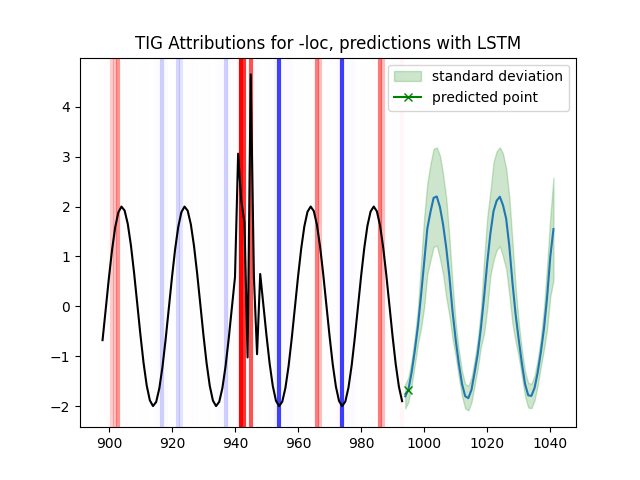 TIG Attributions for -loc, predictions with LSTM
standard deviation
predicted point
4
3
2
1
0
−1
−2
900 920 940 960 980 1000 1020 1040